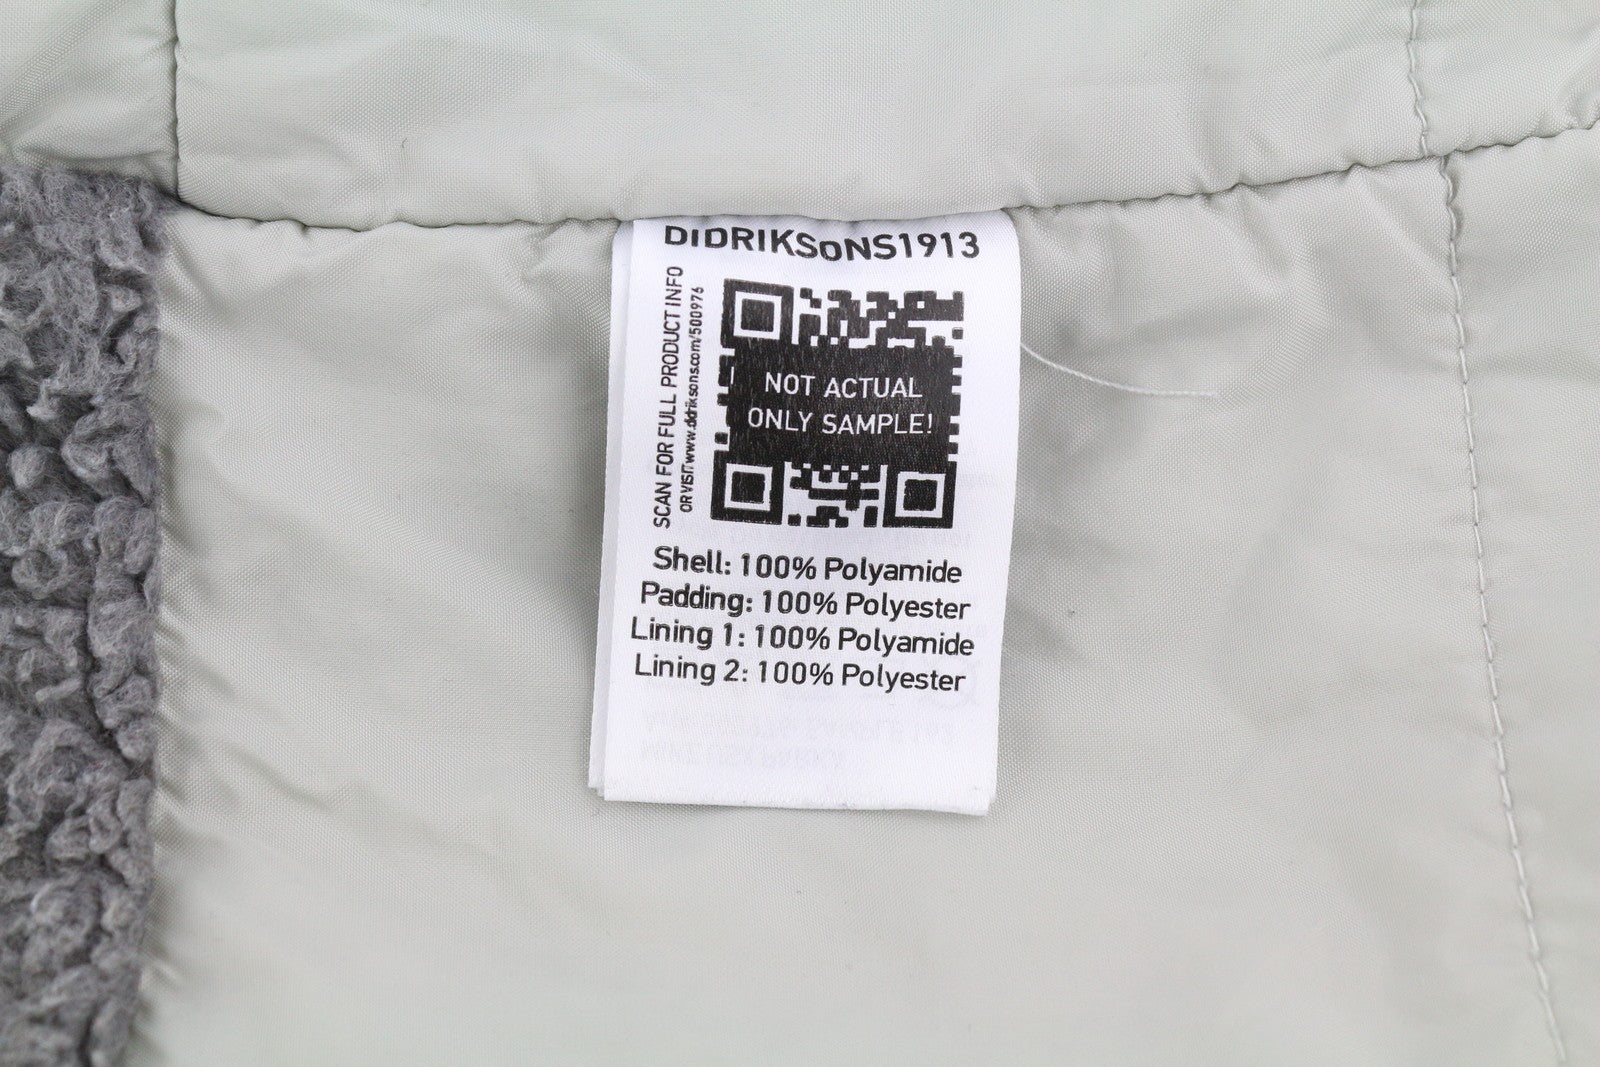 DIDRIKSONS1913
SCAN FOR FULL PRODUCT INFO
OR VISIT www.didriksons.com/500976
NOT ACTUAL
ONLY SAMPLE!
Shell: 100% Polyamide
Padding: 100% Polyester
Lining 1: 100% Polyamide
Lining 2: 100% Polyester